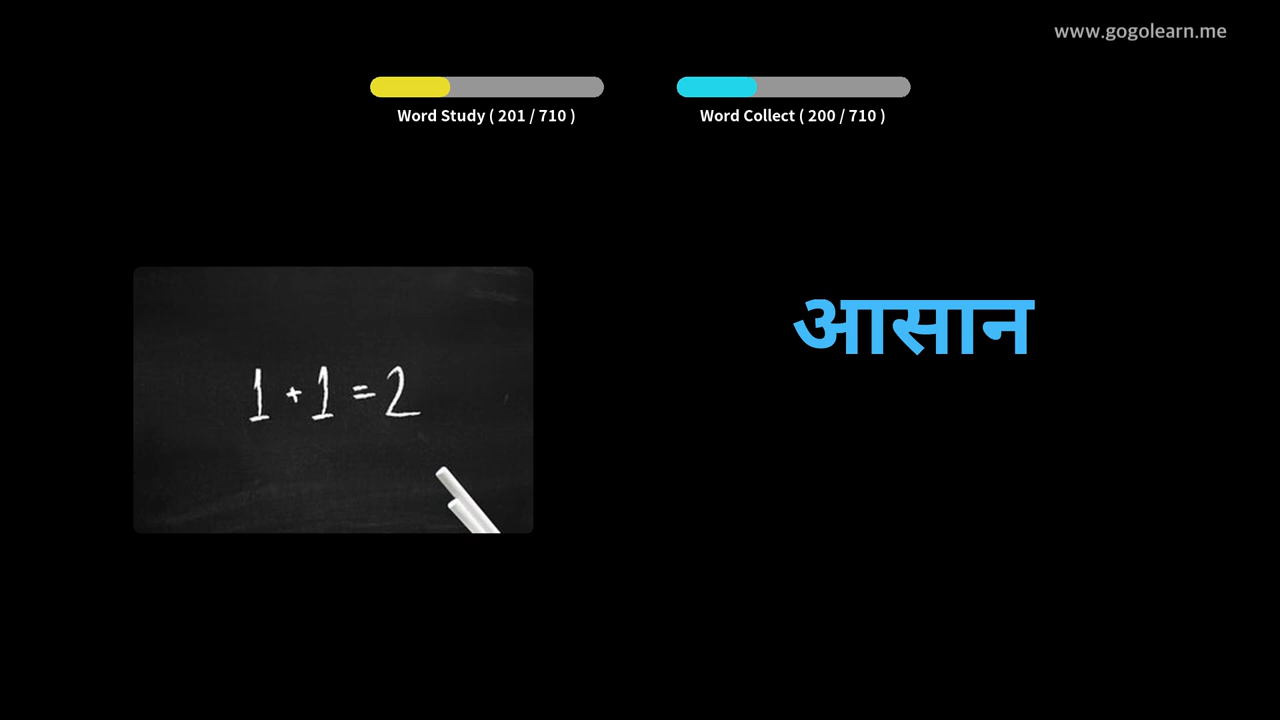 www.gogolearn.me
Word Study ( 201 / 710 )
Word Collect ( 200 / 710 )
आसान
1 + 1 = 2